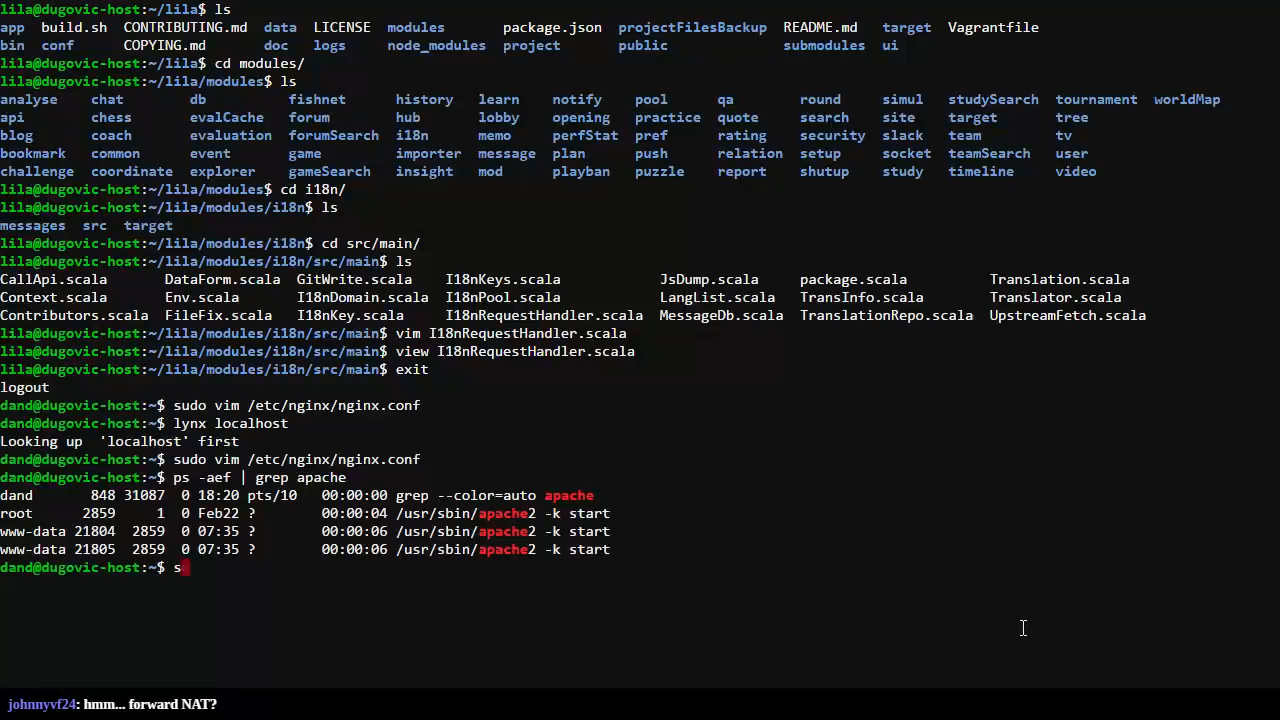 lila@dugovic-host:~/lila$ ls
app  build.sh  CONTRIBUTING.md  data  LICENSE  modules       package.json  projectFilesBackup  README.md   target  Vagrantfile
bin  conf      COPYING.md       doc   logs     node_modules  project       public              submodules  ui
lila@dugovic-host:~/lila$ cd modules/
lila@dugovic-host:~/lila/modules$ ls
analyse    chat        db          fishnet      history   learn    notify    pool      qa        round     simul   studySearch  tournament  worldMap
api        chess       evalCache   forum        hub       lobby    opening   practice  quote     search    site    target       tree
blog       coach       evaluation  forumSearch  i18n      memo     perfStat  pref      rating    security  slack   team         tv
bookmark   common      event       game         importer  message  plan      push      relation  setup     socket  teamSearch   user
challenge  coordinate  explorer    gameSearch   insight   mod      playban   puzzle    report    shutup    study   timeline     video
lila@dugovic-host:~/lila/modules$ cd i18n/
lila@dugovic-host:~/lila/modules/i18n$ ls
messages  src  target
lila@dugovic-host:~/lila/modules/i18n$ cd src/main/
lila@dugovic-host:~/lila/modules/i18n/src/main$ ls
CallApi.scala       DataForm.scala  GitWrite.scala    I18nKeys.scala            JsDump.scala     package.scala          Translation.scala
Context.scala       Env.scala       I18nDomain.scala  I18nPool.scala            LangList.scala   TransInfo.scala        Translator.scala
Contributors.scala  FileFix.scala   I18nKey.scala     I18nRequestHandler.scala  MessageDb.scala  TranslationRepo.scala  UpstreamFetch.scala
lila@dugovic-host:~/lila/modules/i18n/src/main$ vim I18nRequestHandler.scala
lila@dugovic-host:~/lila/modules/i18n/src/main$ view I18nRequestHandler.scala
lila@dugovic-host:~/lila/modules/i18n/src/main$ exit
logout
dand@dugovic-host:~$ sudo vim /etc/nginx/nginx.conf
dand@dugovic-host:~$ lynx localhost
Looking up  'localhost' first
dand@dugovic-host:~$ sudo vim /etc/nginx/nginx.conf
dand@dugovic-host:~$ ps -aef | grep apache
dand       848 31087  0 18:20 pts/10   00:00:00 grep --color=auto apache
root      2859     1  0 Feb22 ?        00:00:04 /usr/sbin/apache2 -k start
www-data 21804  2859  0 07:35 ?        00:00:06 /usr/sbin/apache2 -k start
www-data 21805  2859  0 07:35 ?        00:00:06 /usr/sbin/apache2 -k start
dand@dugovic-host:~$ s
johnnyvf24: hmm... forward NAT?